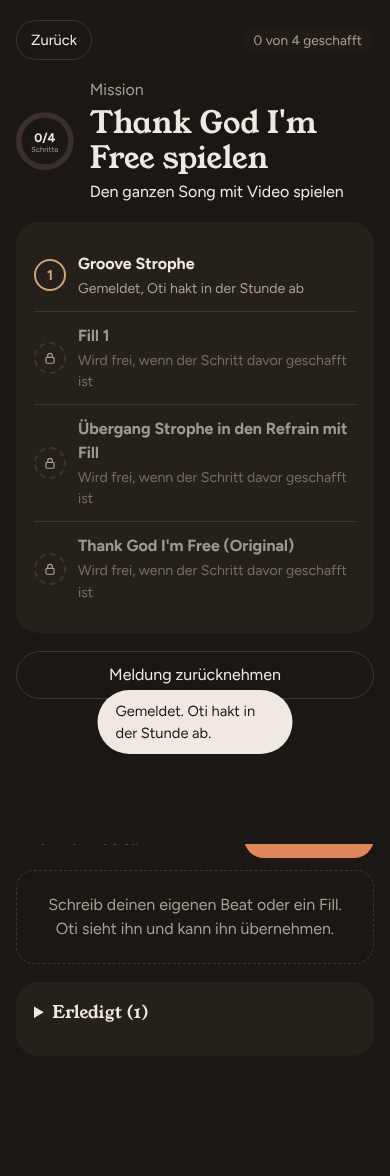 Zurück
0 von 4 geschafft
Mission
0/4
Schritte
Thank God I'm
Free spielen
Den ganzen Song mit Video spielen
1
Groove Strophe
Gemeldet, Oti hakt in der Stunde ab
Fill 1
Wird frei, wenn der Schritt davor geschafft
ist
Übergang Strophe in den Refrain mit
Fill
Wird frei, wenn der Schritt davor geschafft
ist
Thank God I'm Free (Original)
Wird frei, wenn der Schritt davor geschafft
ist
Meldung zurücknehmen
Gemeldet. Oti hakt in
der Stunde ab.
Schreib deinen eigenen Beat oder ein Fill.
Oti sieht ihn und kann ihn übernehmen.
Erledigt (1)